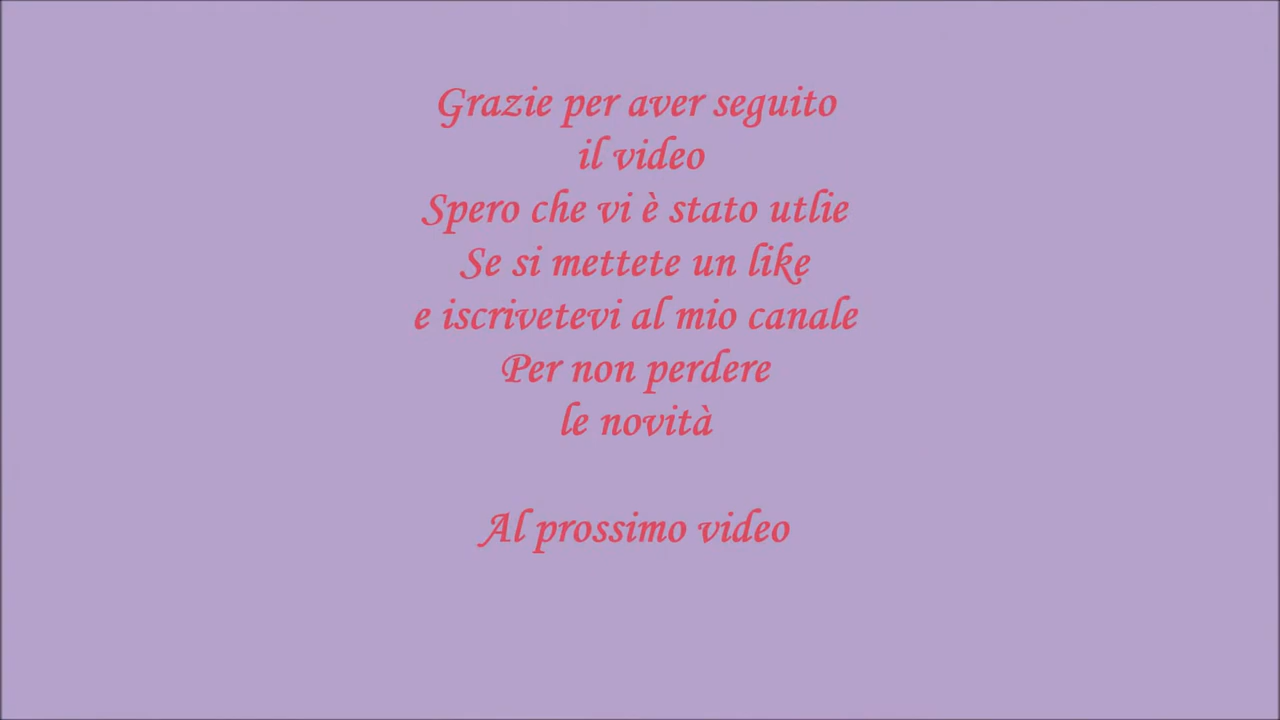 Grazie per aver seguito
il video
Spero che vi è stato utlie
Se si mettete un like
e iscrivetevi al mio canale
Per non perdere
le novità
Al prossimo video